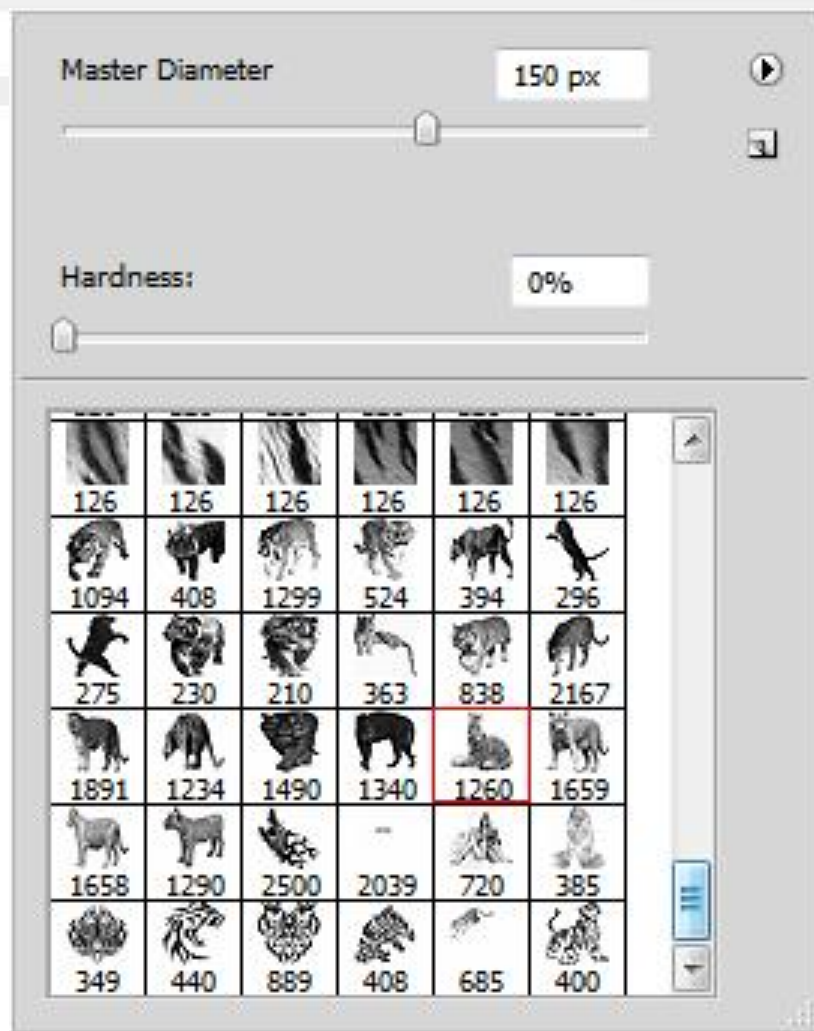 Master Diameter 150 px
Hardness: 0%
126 126 126 126 126 126
1094 408 1299 524 394 296
275 230 210 363 838 2167
1891 1234 1490 1340 1260 1659
1658 1290 2500 2039 720 385
349 440 889 408 685 400